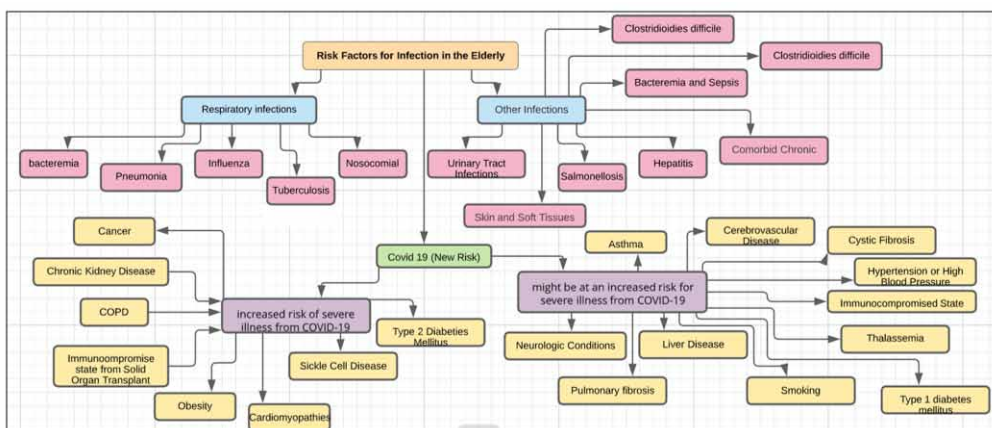 Clostridioidies difficile
Risk Factors for Infection in the Elderly
Clostridioidies difficile
Bacteremia and Sepsis
Respiratory infections
Other Infections
Comorbid Chronic
bacteremia
Pneumonia
Influenza
Tuberculosis
Nosocomial
Urinary Tract
Infections
Salmonellosis
Hepatitis
Skin and Soft Tissues
Cancer
Covid 19 (New Risk)
Asthma
Cerebrovascular
Disease
Cystic Fibrosis
Chronic Kidney Disease
might be at an increased risk for
severe illness from COVID-19
Hypertension or High
Blood Pressure
Immunocompromised State
COPD
increased risk of severe
illness from COVID-19
Type 2 Diabeties
Mellitus
Neurologic Conditions
Liver Disease
Thalassemia
Immunoompromise
state from Solid
Organ Transplant
Sickle Cell Disease
Pulmonary fibrosis
Smoking
Type 1 diabetes
mellitus
Obesity
Cardiomyopathies